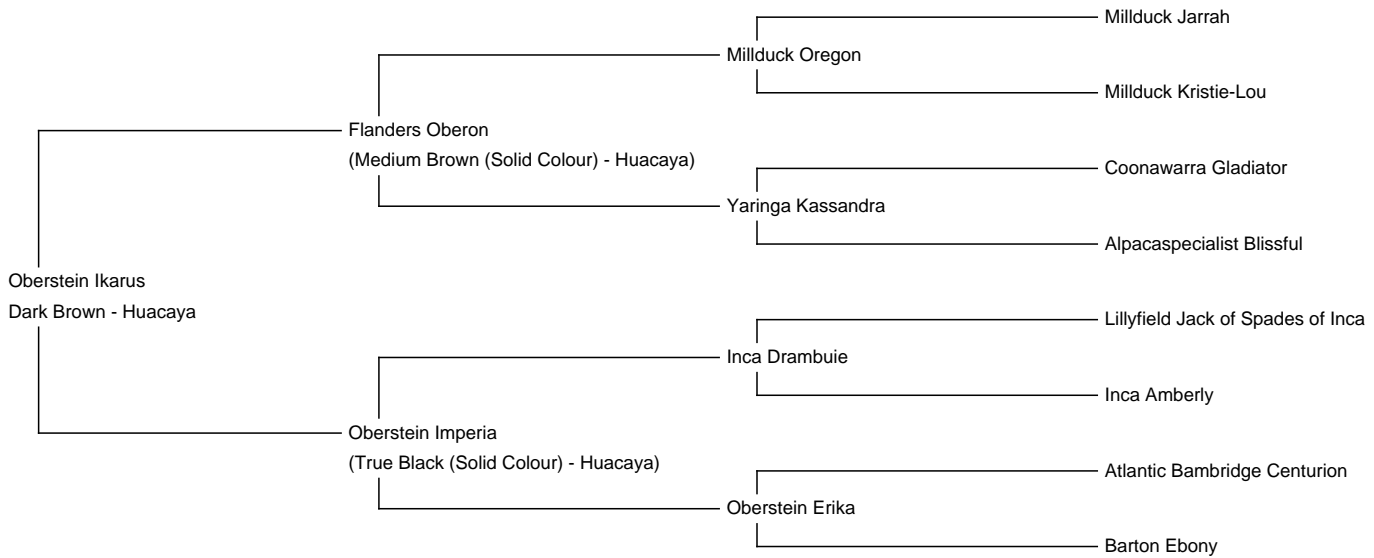 Millduck Jarrah
Millduck Oregon
Millduck Kristie-Lou
Flanders Oberon
(Medium Brown (Solid Colour) - Huacaya)
Coonawarra Gladiator
Yaringa Kassandra
Alpacaspecialist Blissful
Oberstein Ikarus
Dark Brown - Huacaya
Lillyfield Jack of Spades of Inca
Inca Drambuie
Inca Amberly
Oberstein Imperia
(True Black (Solid Colour) - Huacaya)
Atlantic Bambridge Centurion
Oberstein Erika
Barton Ebony